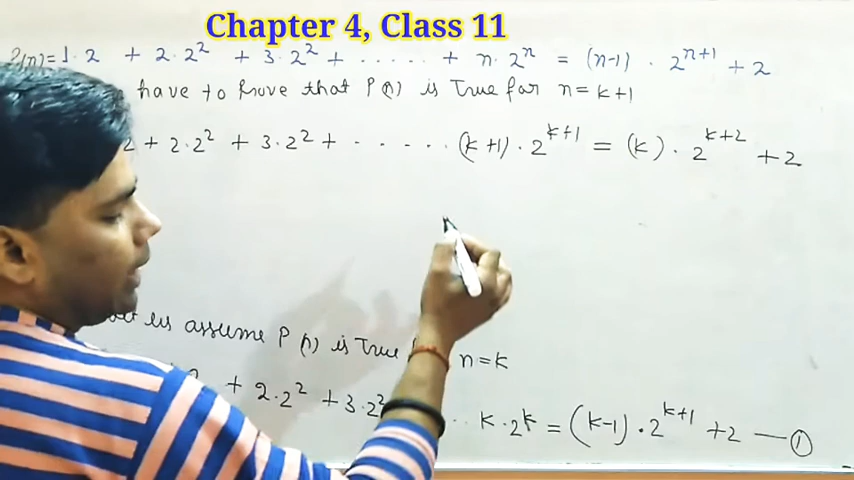 Chapter 4, Class 11
P(n)=1·2 + 2·2² + 3·2² + ...... + n·2ⁿ = (n-1)·2ⁿ⁺¹ + 2
have to prove that P(n) is True for n=k+1
2 + 2·2² + 3·2² + ...... (k+1)·2ᵏ⁺¹ = (k)·2ᵏ⁺² + 2
us assume P(n) is True n=k
+ 2·2² + 3·2² .. k·2ᵏ = (k-1)·2ᵏ⁺¹ + 2 — ①